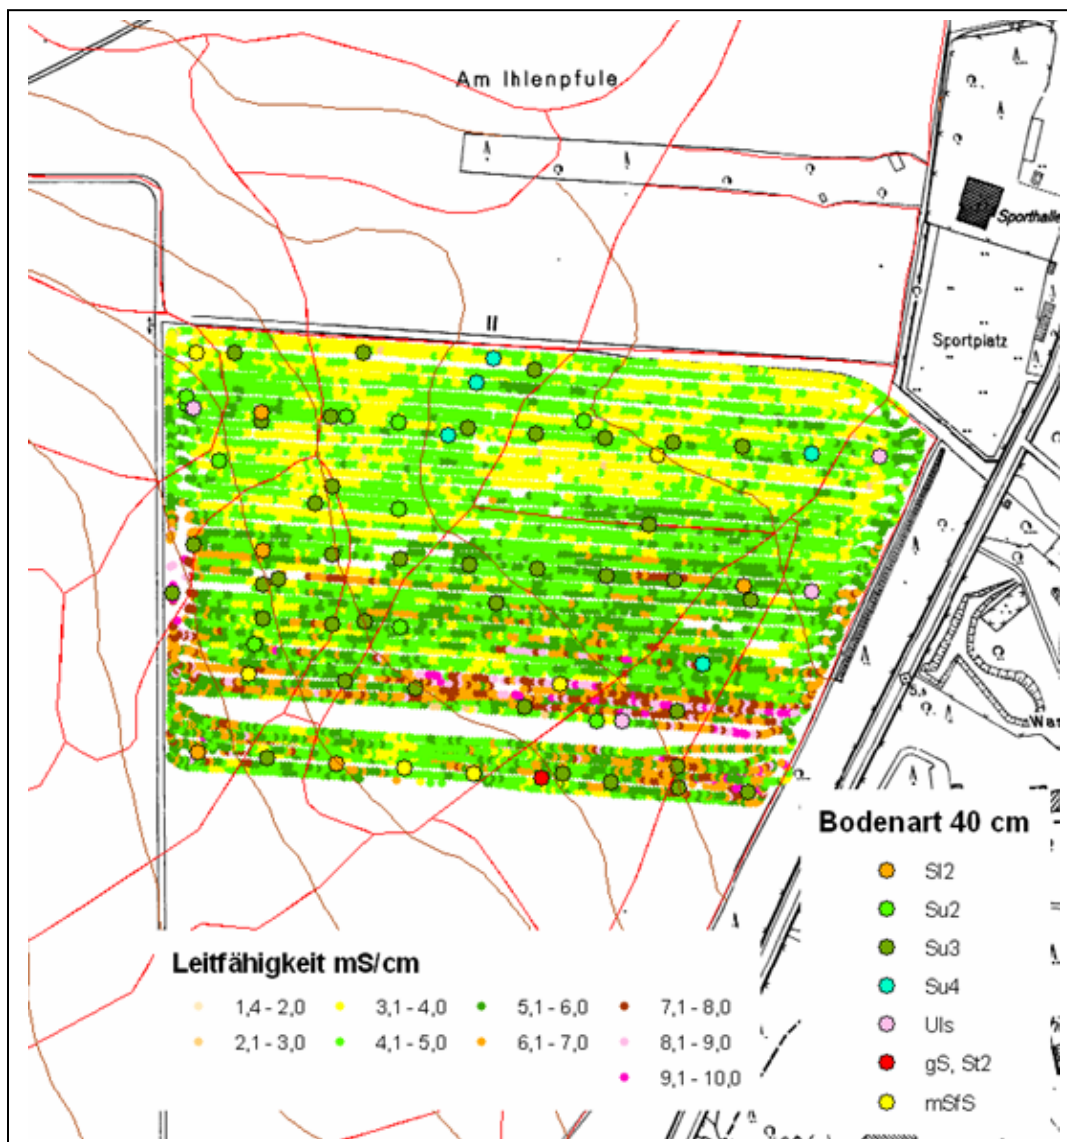 Am Ihlenpfule
Sporthalle
Sportplatz
Bodenart 40 cm
Sl2
Su2
Su3
Su4
Uls
gS, St2
mSfS
Leitfähigkeit mS/cm
1,4 - 2,0 3,1 - 4,0 5,1 - 6,0 7,1 - 8,0
2,1 - 3,0 4,1 - 5,0 6,1 - 7,0 8,1 - 9,0
9,1 - 10,0